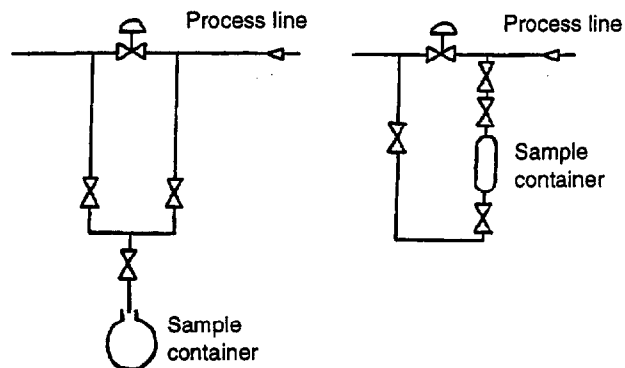 Process line
Sample
container
Process line
Sample
container